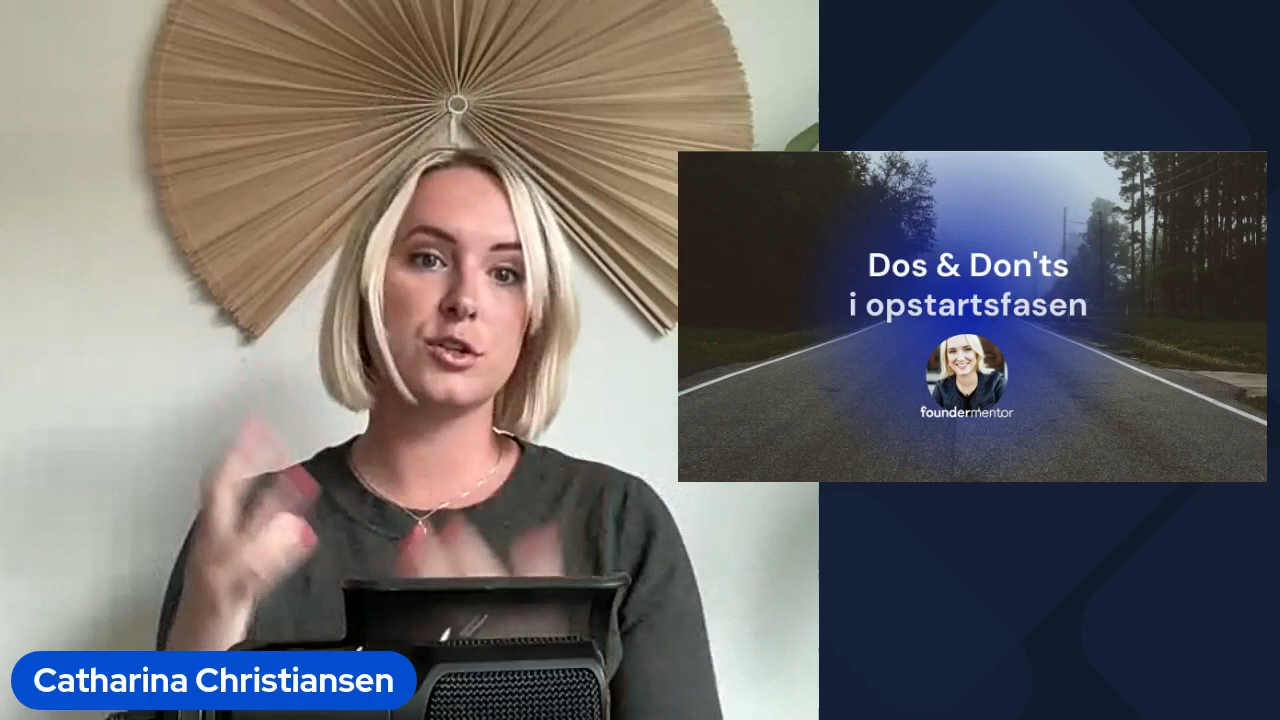 Dos & Don'ts
i opstartsfasen
foundermentor
Catharina Christiansen